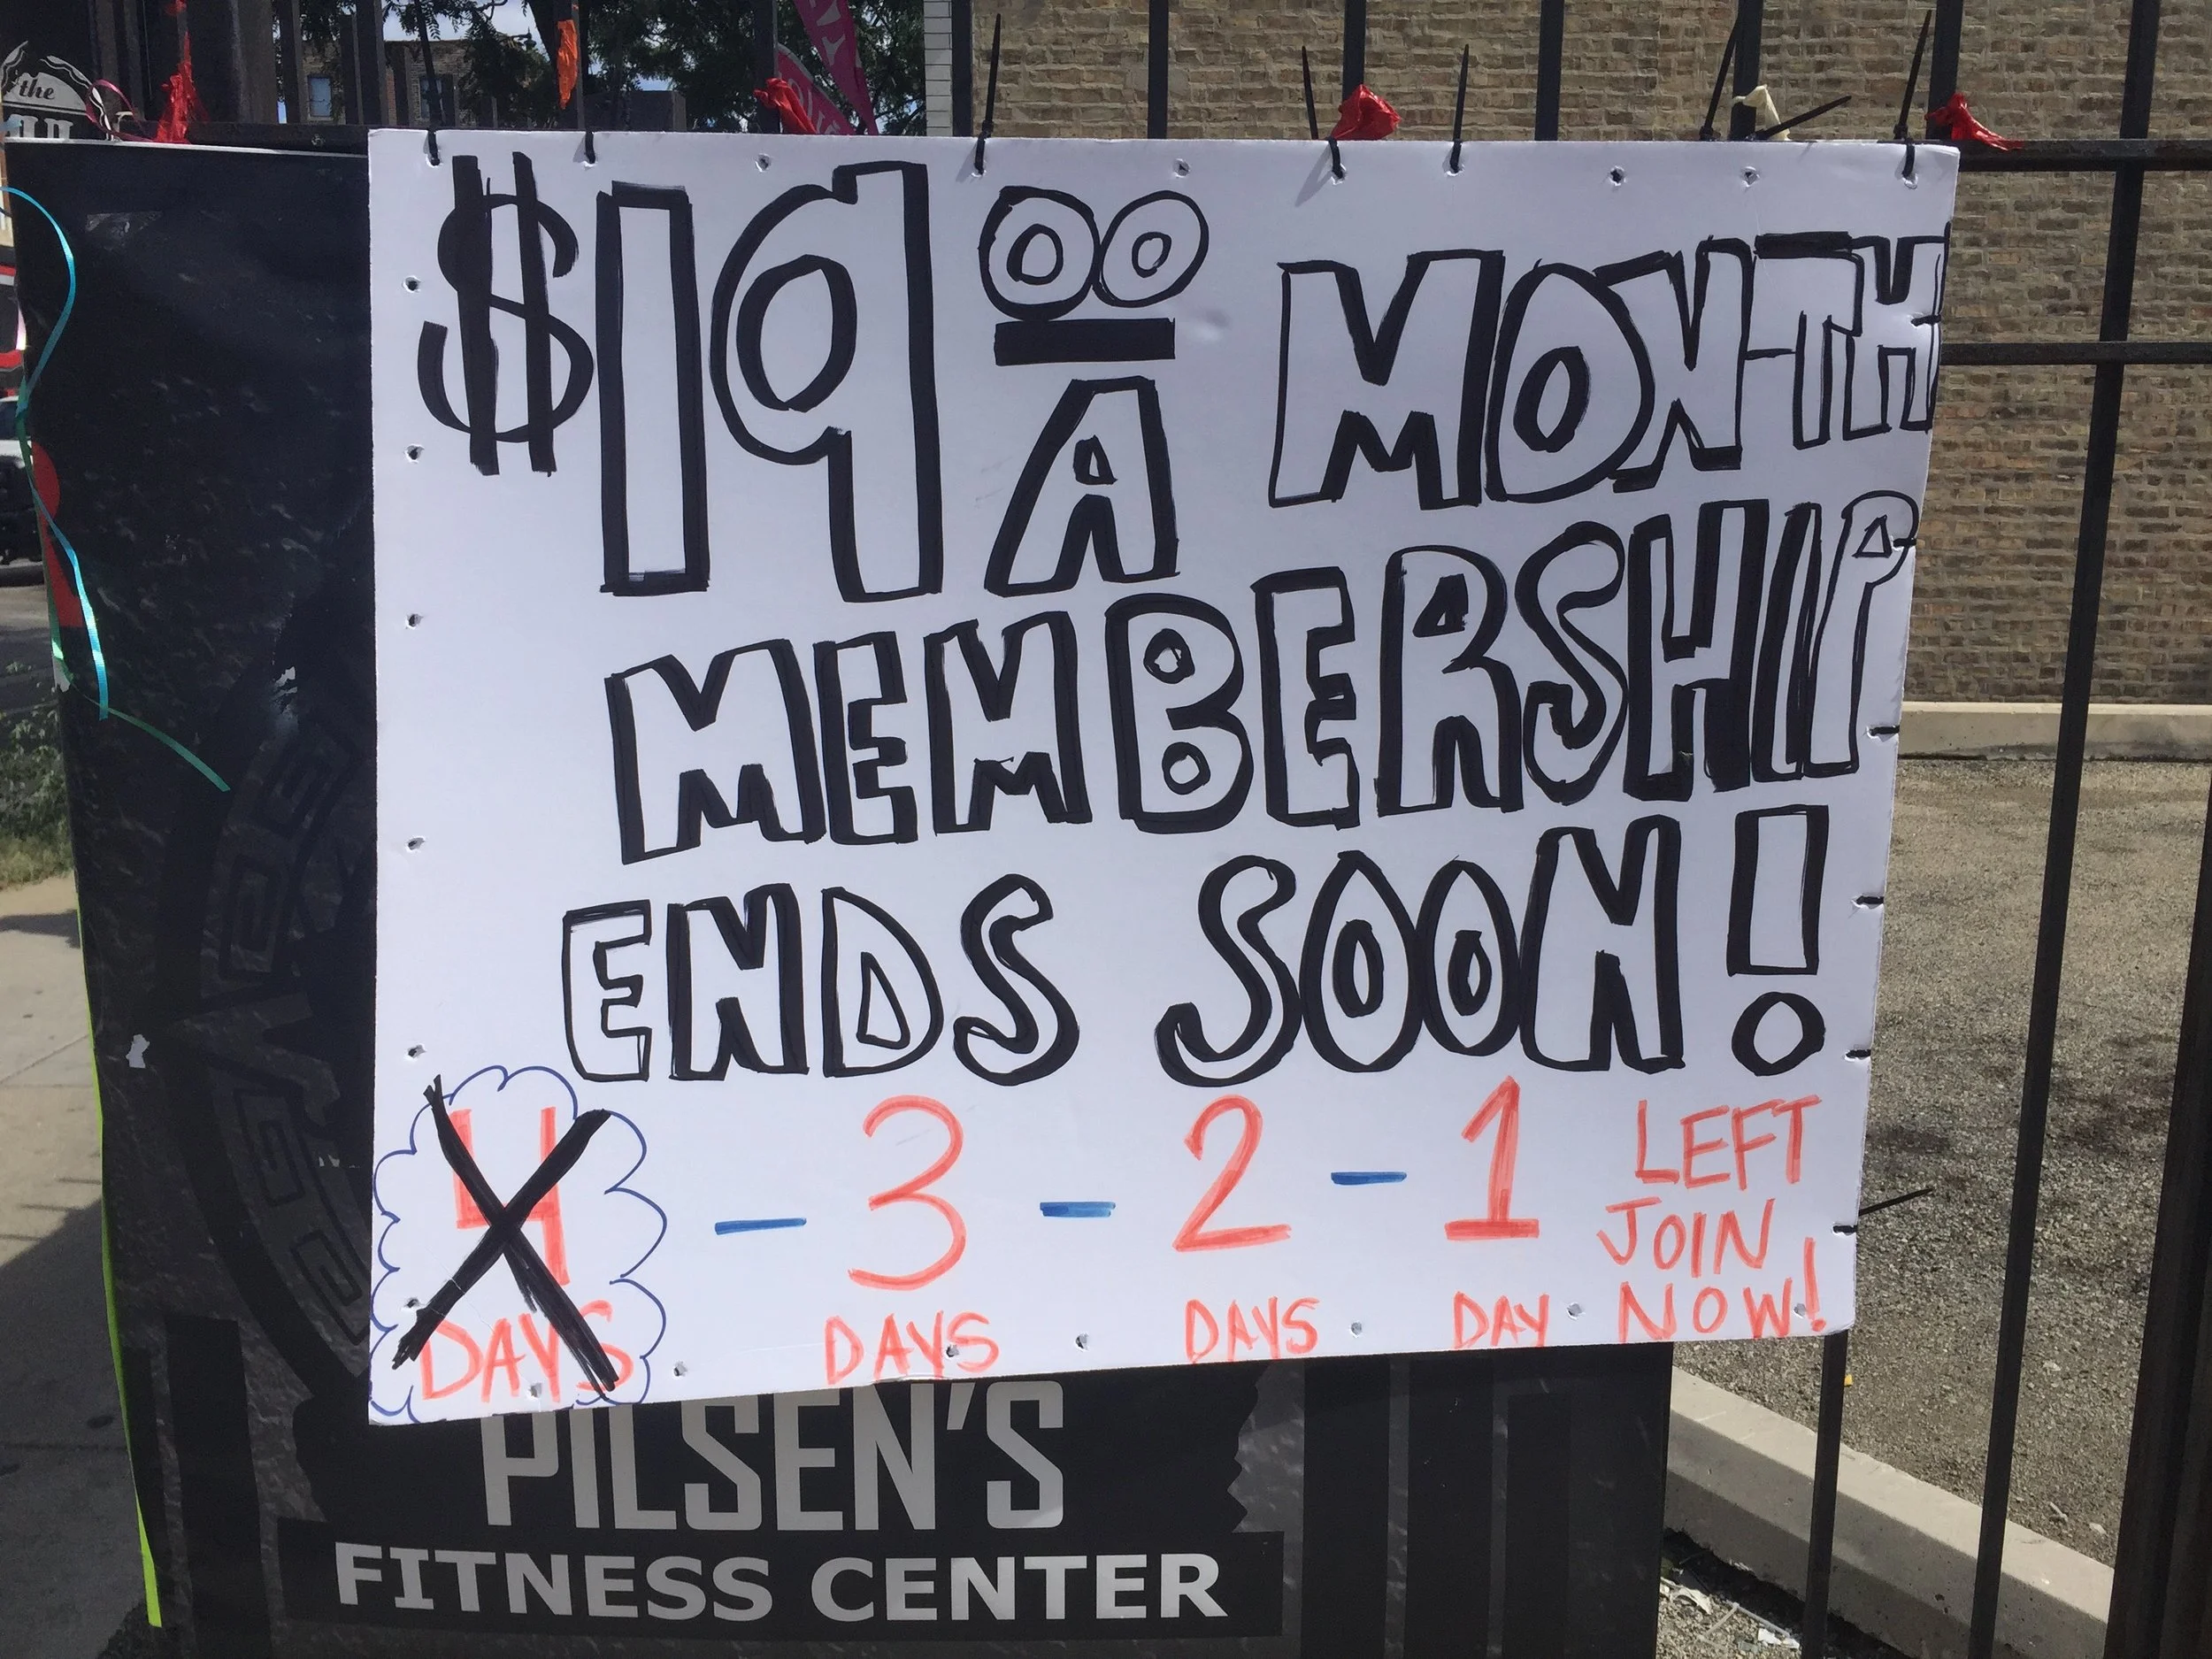 the
$19.00 A MONTH
MEMBERSHIP
ENDS SOON!
4 - 3 - 2 - 1 LEFT
JOIN
DAYS DAYS DAYS DAY NOW!
PILSEN'S
FITNESS CENTER